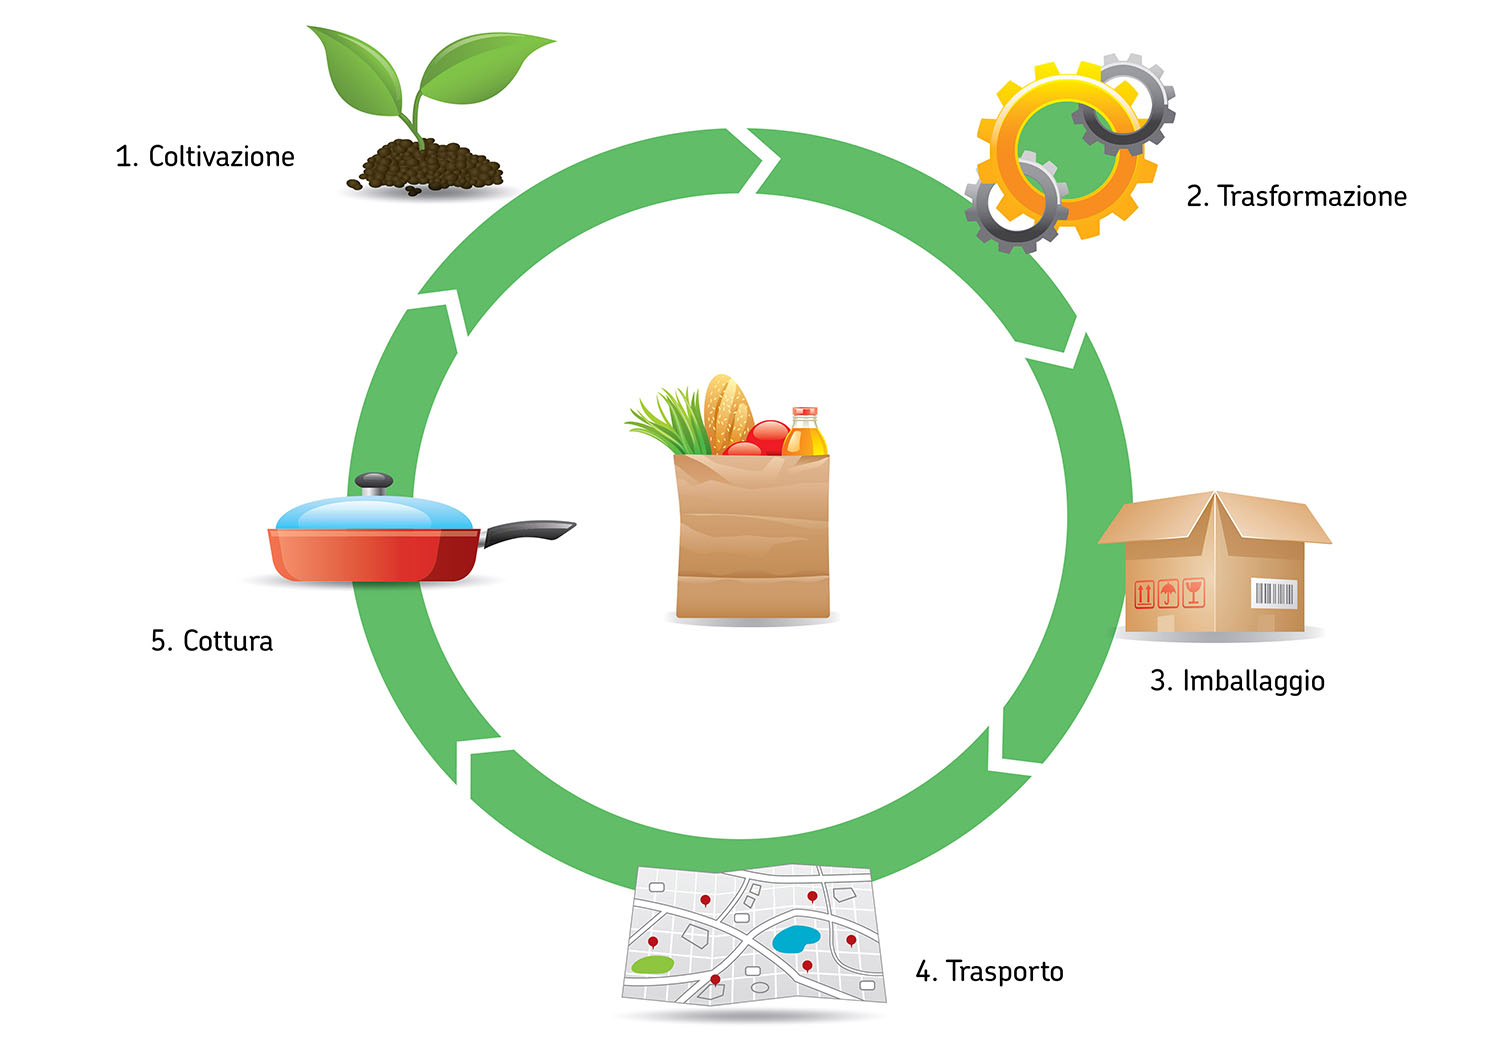 1. Coltivazione
2. Trasformazione
3. Imballaggio
4. Trasporto
5. Cottura